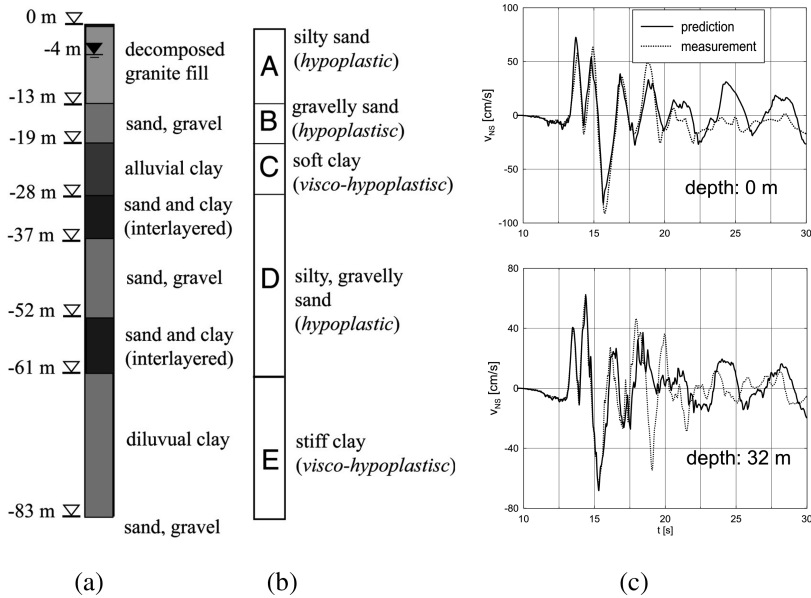 0 m
-4 m
decomposed
granite fill
-13 m
sand, gravel
-19 m
alluvial clay
-28 m
sand and clay
(interlayered)
-37 m
sand, gravel
-52 m
sand and clay
(interlayered)
-61 m
diluvual clay
-83 m
sand, gravel
(a)
A
silty sand
(hypoplastic)
B
gravelly sand
(hypoplastisc)
C
soft clay
(visco-hypoplastisc)
D
silty, gravelly
sand
(hypoplastic)
E
stiff clay
(visco-hypoplastisc)
(b)
100
50
0
-50
-100
vNS [cm/s]
prediction
measurement
depth: 0 m
10 15 20 25 30
80
40
0
-40
-80
vNS [cm/s]
depth: 32 m
10 15 20 25 30
t [s]
(c)